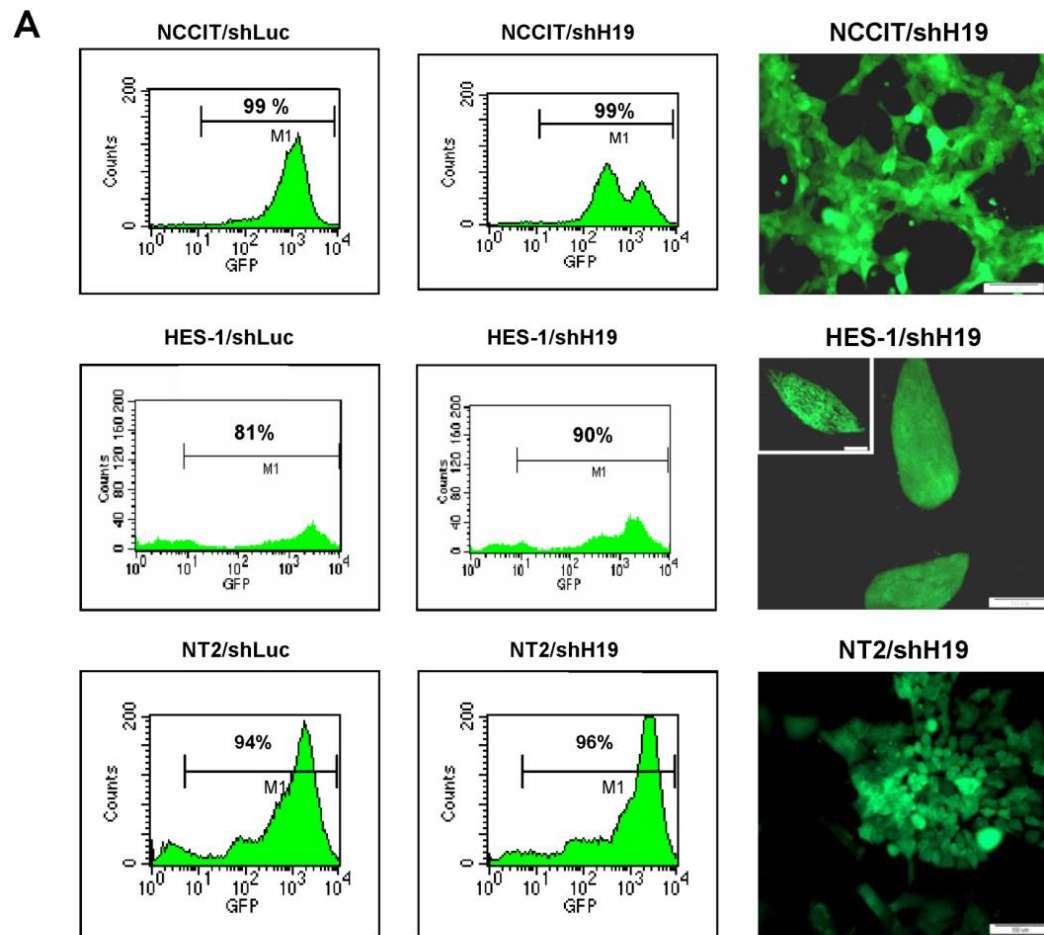 A
NCCIT/shLuc
NCCIT/shH19
NCCIT/shH19
200
Counts
0
99 %
M1
10^0 10^1 10^2 10^3 10^4
GFP
200
Counts
0
99%
M1
10^0 10^1 10^2 10^3 10^4
GFP
HES-1/shLuc
HES-1/shH19
HES-1/shH19
200
160
120
80
40
0
Counts
81%
M1
10^0 10^1 10^2 10^3 10^4
GFP
200
160
120
80
40
0
Counts
90%
M1
10^0 10^1 10^2 10^3 10^4
GFP
NT2/shLuc
NT2/shH19
NT2/shH19
200
Counts
0
94%
M1
10^0 10^1 10^2 10^3 10^4
GFP
200
Counts
0
96%
M1
10^0 10^1 10^2 10^3 10^4
GFP
100 um